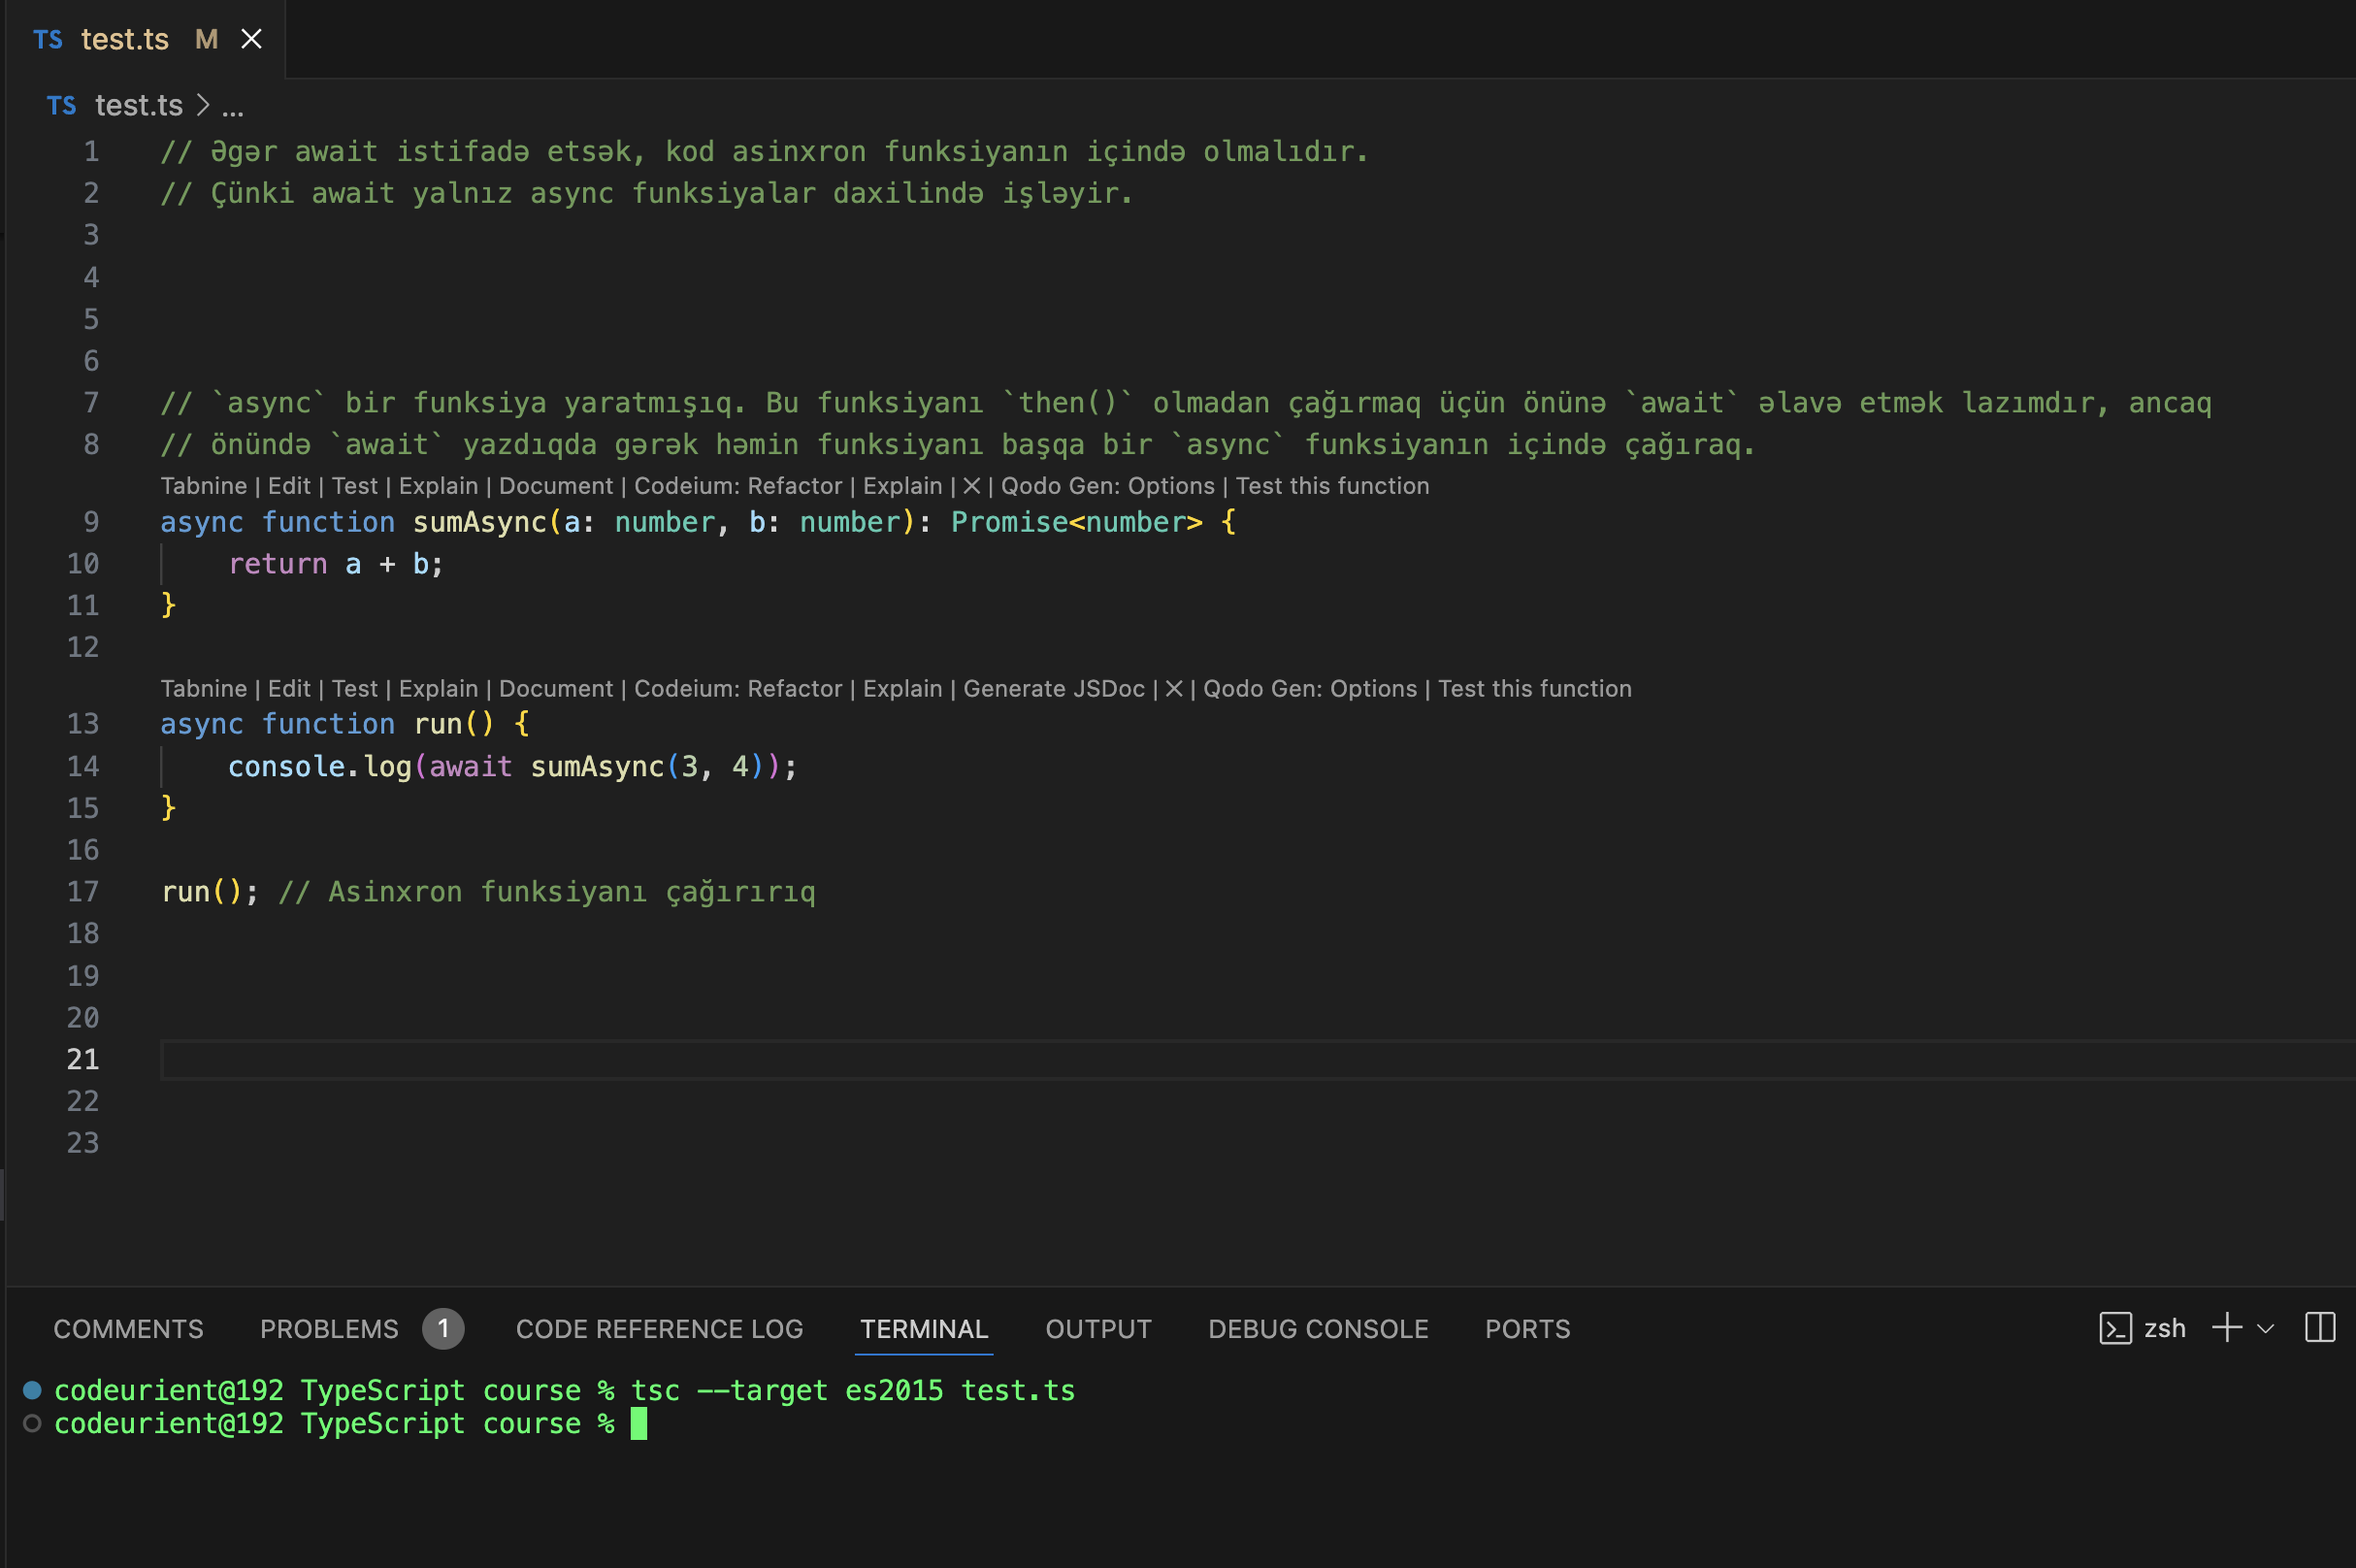 TS test.ts M
TS test.ts > ...
1 // Əgər await istifadə etsək, kod asinxron funksiyanın içində olmalıdır.
2 // Çünki await yalnız async funksiyalar daxilində işləyir.
3
4
5
6
7 // `async` bir funksiya yaratmışıq. Bu funksiyanı `then()` olmadan çağırmaq üçün önünə `await` əlavə etmək lazımdır, ancaq
8 // önündə `await` yazdıqda gərək həmin funksiyanı başqa bir `async` funksiyanın içində çağıraq.
Tabnine | Edit | Test | Explain | Document | Codeium: Refactor | Explain | × | Qodo Gen: Options | Test this function
9 async function sumAsync(a: number, b: number): Promise<number> {
10     return a + b;
11 }
12
Tabnine | Edit | Test | Explain | Document | Codeium: Refactor | Explain | Generate JSDoc | × | Qodo Gen: Options | Test this function
13 async function run() {
14     console.log(await sumAsync(3, 4));
15 }
16
17 run(); // Asinxron funksiyanı çağırırıq
18
19
20
21
22
23
COMMENTS PROBLEMS 1 CODE REFERENCE LOG TERMINAL OUTPUT DEBUG CONSOLE PORTS zsh
codeurient@192 TypeScript course % tsc --target es2015 test.ts
codeurient@192 TypeScript course %